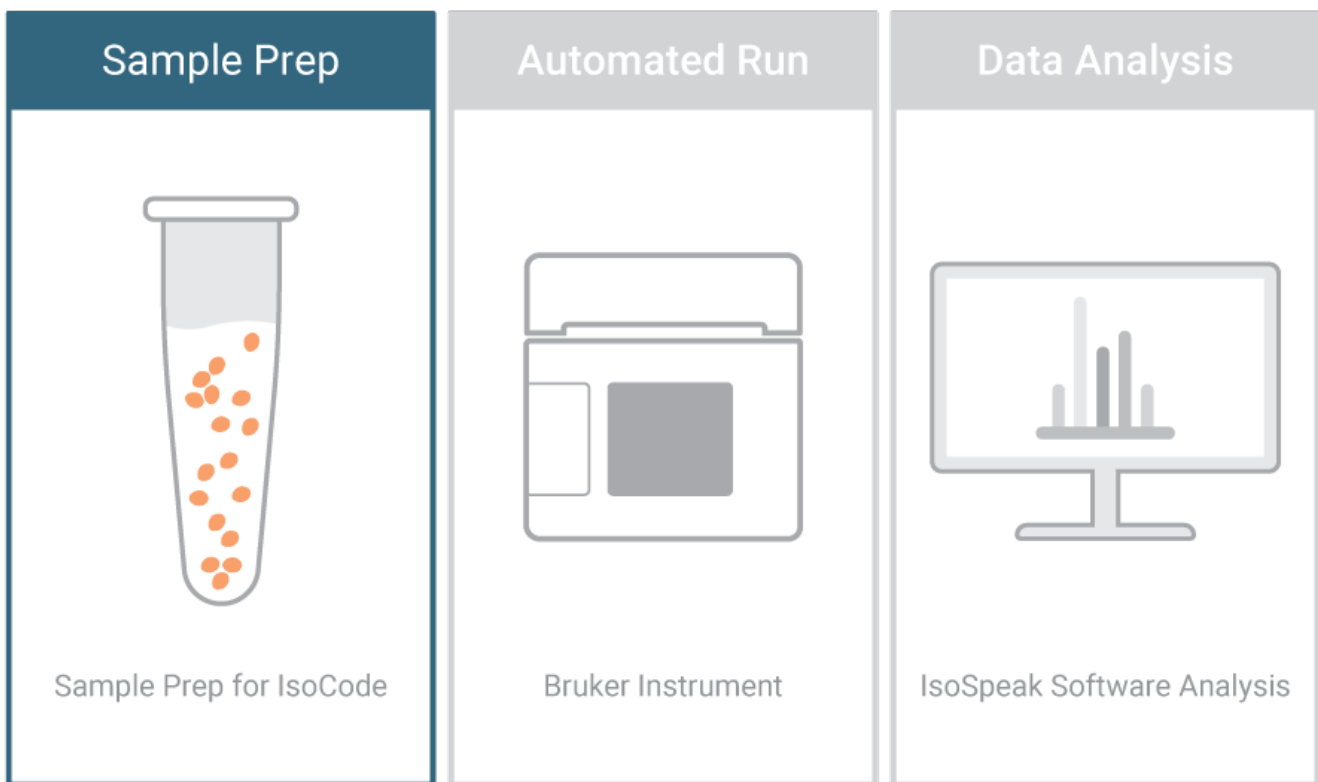 Sample Prep
Automated Run
Data Analysis
Sample Prep for IsoCode
Bruker Instrument
IsoSpeak Software Analysis